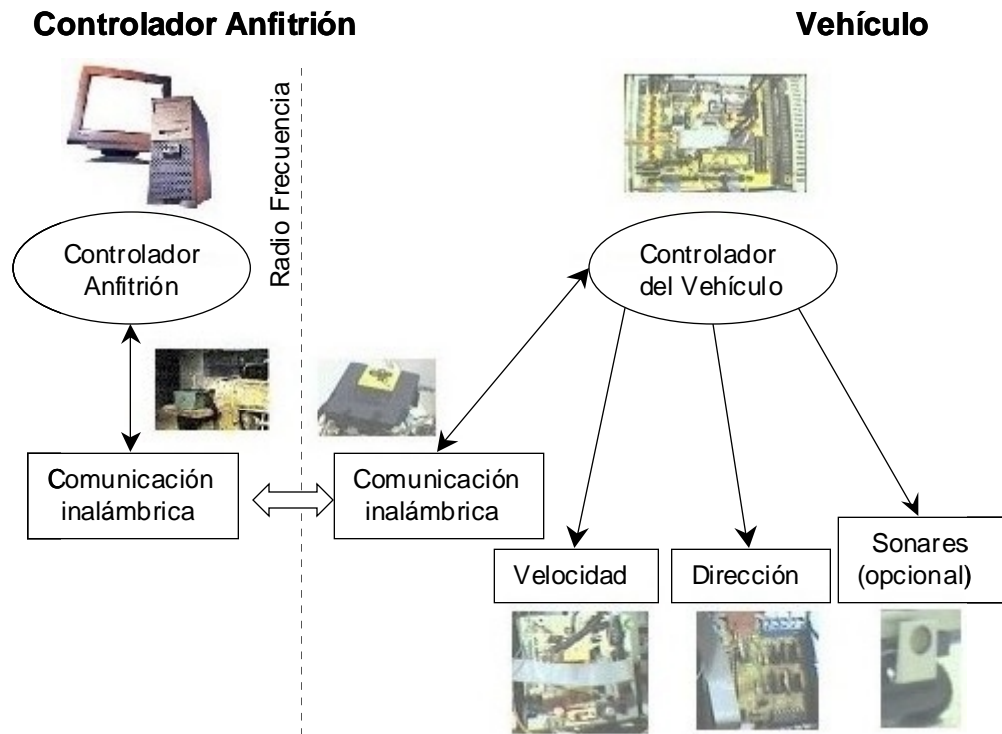 Controlador Anfitrión
Vehículo
Radio Frecuencia
Controlador
Anfitrión
Controlador
del Vehículo
Comunicación
inalámbrica
Comunicación
inalámbrica
Velocidad
Dirección
Sonares
(opcional)